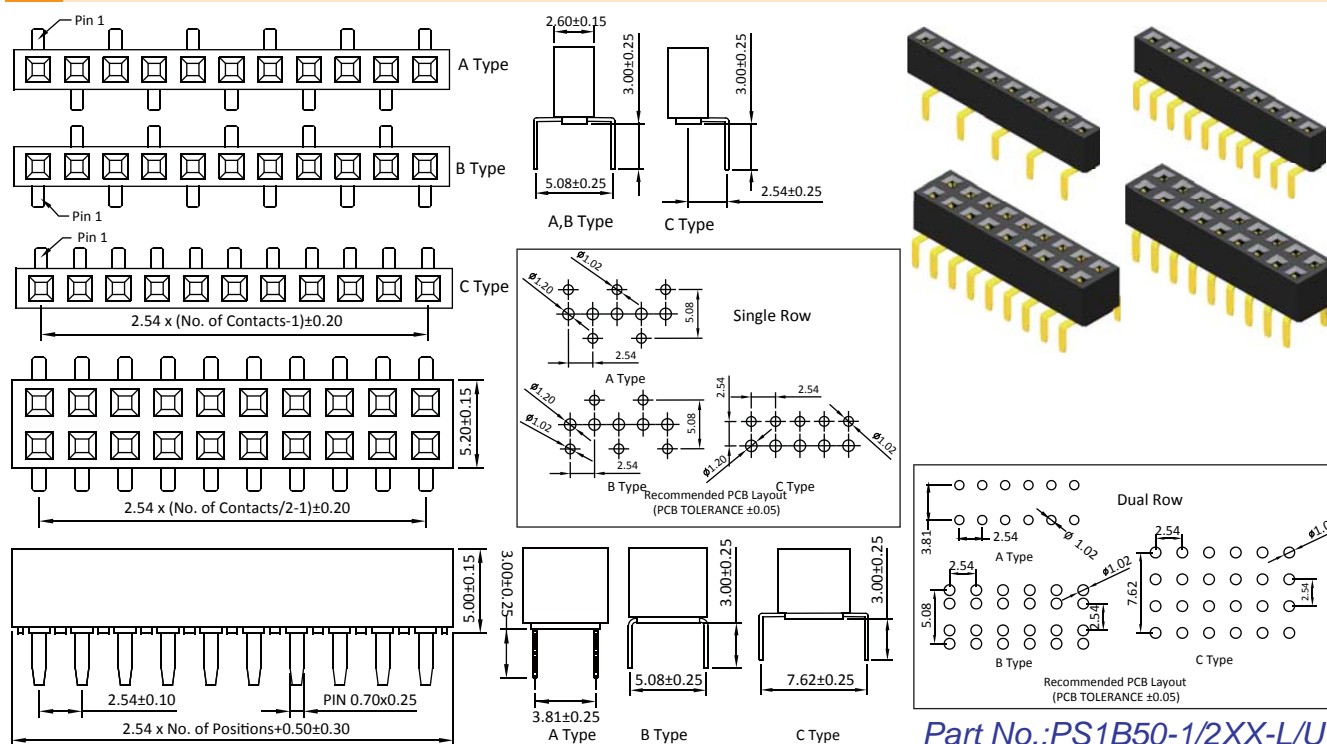 Pin 1
A Type
B Type
Pin 1
Pin 1
C Type
2.54 x (No. of Contacts-1)±0.20
5.20±0.15
2.54 x (No. of Contacts/2-1)±0.20
2.60±0.15
3.00±0.25
5.08±0.25
A,B Type
3.00±0.25
2.54±0.25
C Type
ø1.02
ø1.20
5.08
2.54
A Type
Single Row
ø1.20
ø1.02
5.08
2.54
B Type
2.54
2.54
ø1.02
ø1.20
C Type
Recommended PCB Layout
(PCB TOLERANCE ±0.05)
5.00±0.15
2.54±0.10
PIN 0.70x0.25
2.54 x No. of Positions+0.50±0.30
3.00±0.25
3.81±0.25
A Type
3.00±0.25
5.08±0.25
B Type
3.00±0.25
7.62±0.25
C Type
Dual Row
3.81
2.54
ø 1.02
A Type
2.54
ø1.02
5.08
2.54
B Type
2.54
7.62
2.54
C Type
Recommended PCB Layout
(PCB TOLERANCE ±0.05)
Part No.:PS1B50-1/2XX-L/U